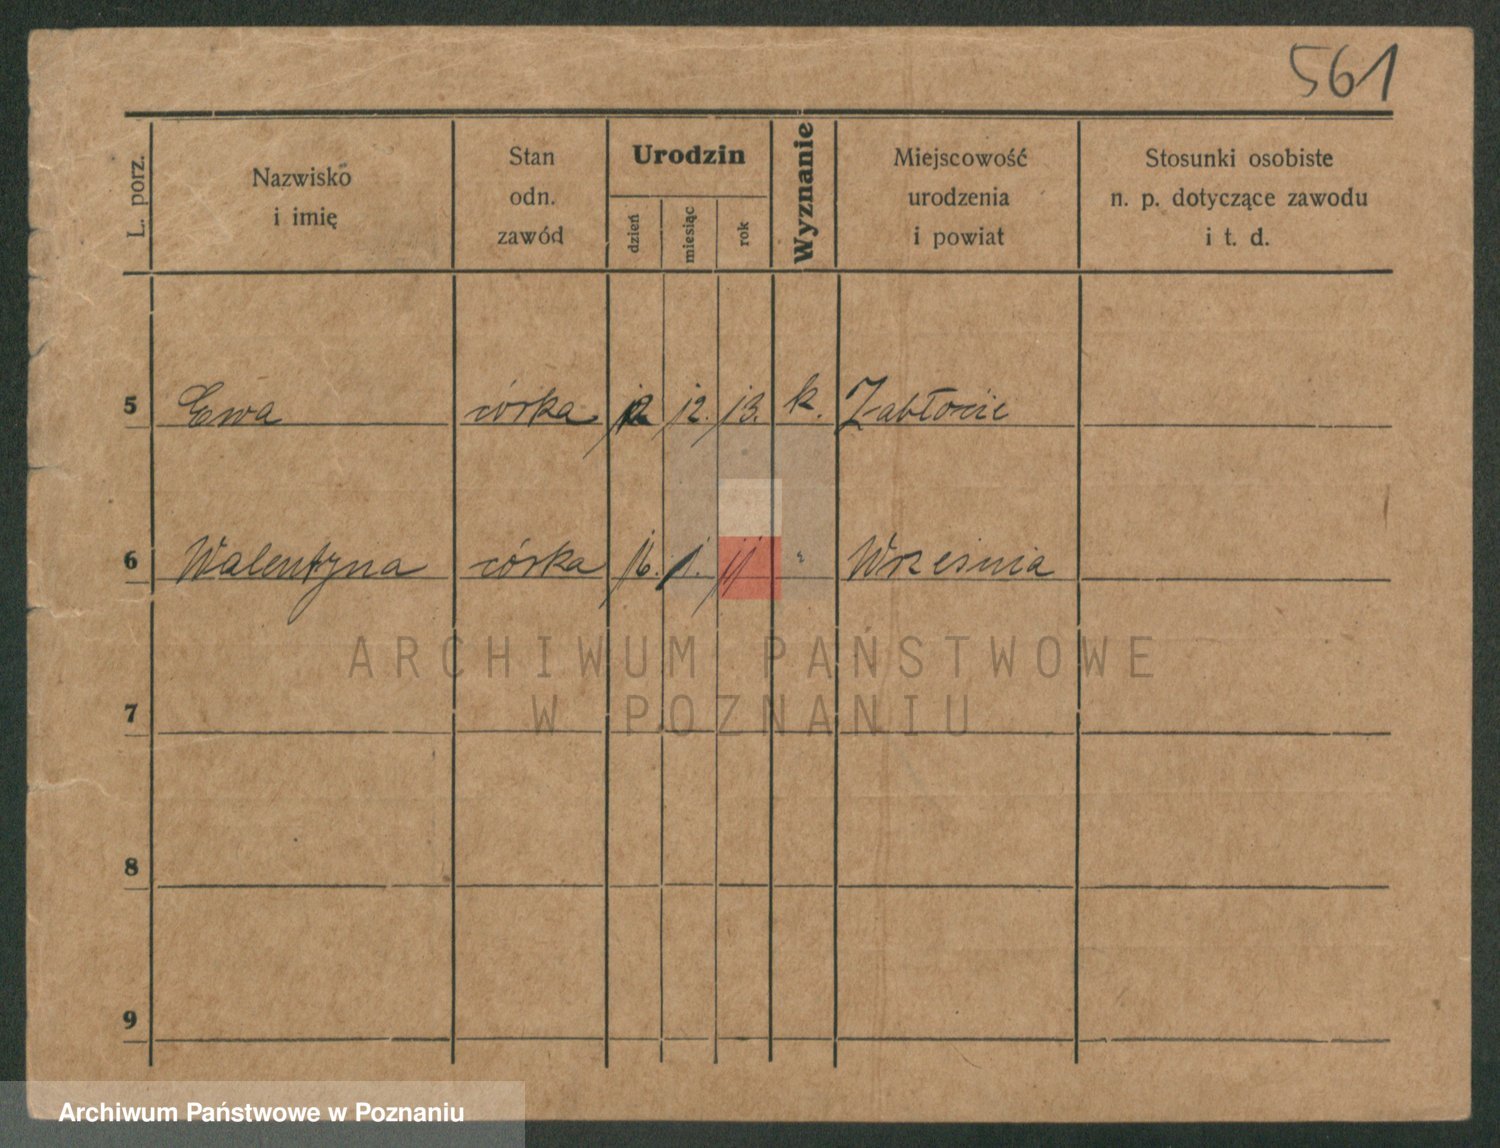 561
L. porz.
Nazwisko
i imię
Stan
odn.
zawód
Urodzin
dzień
miesiąc
rok
Wyznanie
Miejscowość
urodzenia
i powiat
Stosunki osobiste
n. p. dotyczące zawodu
i t. d.
5 Ewa córka 12. 13. k. Zabłocie
6 Walentyna córka 16. 1. 11 " Września
ARCHIWUM PAŃSTWOWE
W POZNANIU
7
8
9
Archiwum Państwowe w Poznaniu